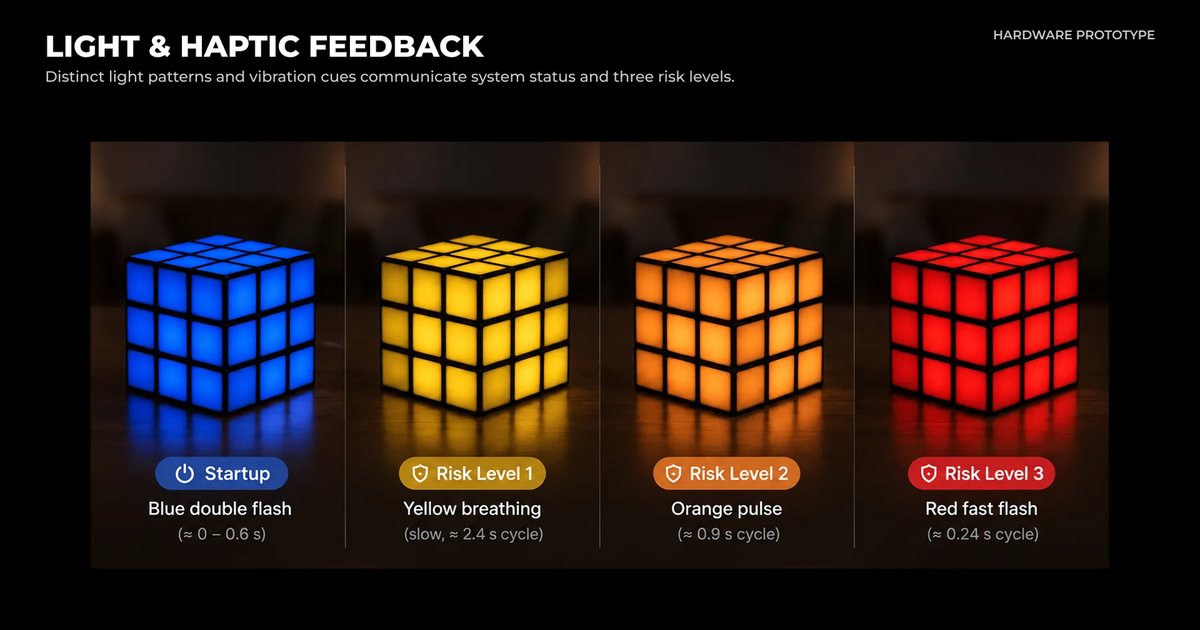 LIGHT & HAPTIC FEEDBACK
HARDWARE PROTOTYPE
Distinct light patterns and vibration cues communicate system status and three risk levels.
Startup
Blue double flash
(≈ 0 – 0.6 s)
Risk Level 1
Yellow breathing
(slow, ≈ 2.4 s cycle)
Risk Level 2
Orange pulse
(≈ 0.9 s cycle)
Risk Level 3
Red fast flash
(≈ 0.24 s cycle)